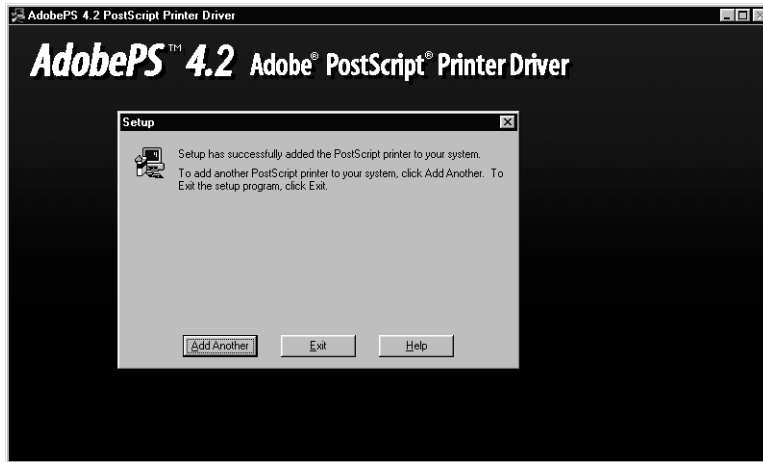 AdobePS 4.2 PostScript Printer Driver
AdobePS™ 4.2 Adobe® PostScript® Printer Driver
Setup
Setup has successfully added the PostScript printer to your system.
To add another PostScript printer to your system, click Add Another. To
Exit the setup program, click Exit.
Add Another Exit Help